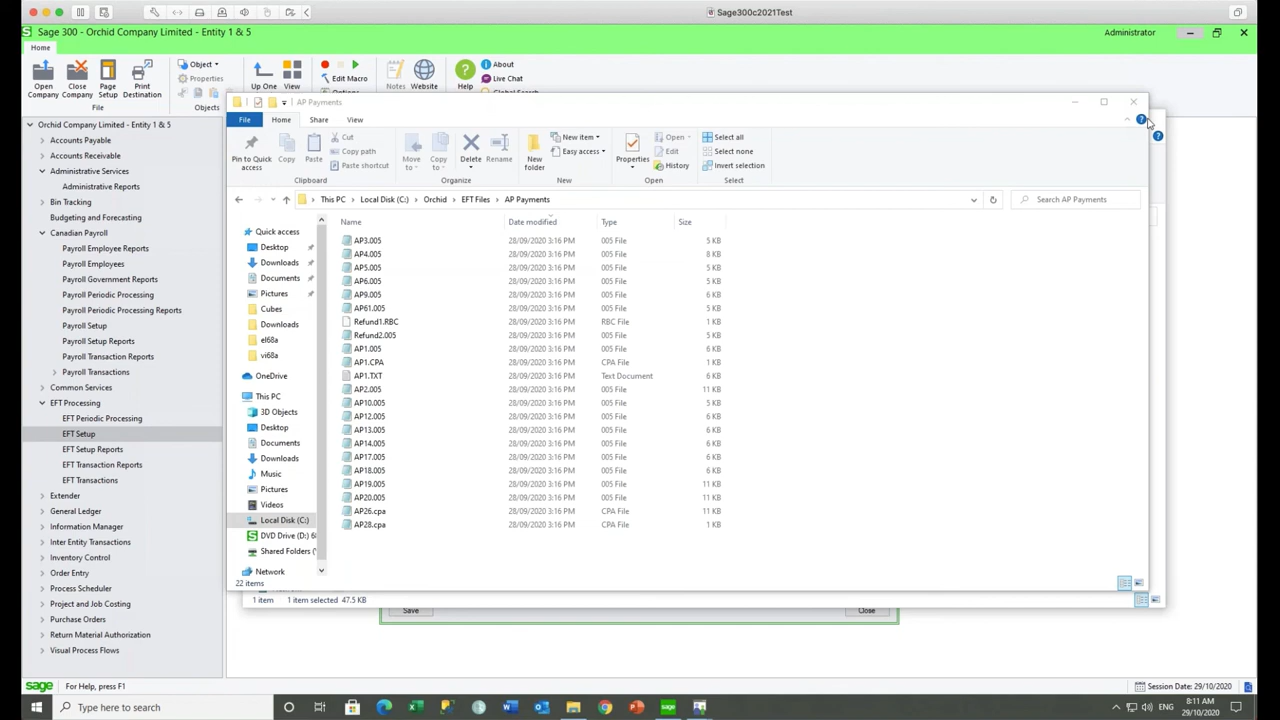 Sage300c2021Test
Sage 300 - Orchid Company Limited - Entity 1 & 5
Administrator
Home
Open Company
Close Company
Page Setup
Print Destination
File
Object
Properties
Objects
Up One
View
Edit Macro
Notes
Website
Help
About
Live Chat
Orchid Company Limited - Entity 1 & 5
Accounts Payable
Accounts Receivable
Administrative Services
Administrative Reports
Bin Tracking
Budgeting and Forecasting
Canadian Payroll
Payroll Employee Reports
Payroll Employees
Payroll Government Reports
Payroll Periodic Processing
Payroll Periodic Processing Reports
Payroll Setup
Payroll Setup Reports
Payroll Transaction Reports
Payroll Transactions
Common Services
EFT Processing
EFT Periodic Processing
EFT Setup
EFT Setup Reports
EFT Transaction Reports
EFT Transactions
Extender
General Ledger
Information Manager
Inter Entity Transactions
Inventory Control
Order Entry
Process Scheduler
Project and Job Costing
Purchase Orders
Return Material Authorization
Visual Process Flows
AP Payments
File Home Share View
Pin to Quick access
Copy
Paste
Cut
Copy path
Paste shortcut
Clipboard
Move to
Copy to
Delete
Rename
Organize
New folder
New item
Easy access
New
Properties
Open
Edit
History
Open
Select all
Select none
Invert selection
Select
This PC > Local Disk (C:) > Orchid > EFT Files > AP Payments
Search AP Payments
Quick access
Desktop
Downloads
Documents
Pictures
Cubes
Downloads
el68a
vi68a
OneDrive
This PC
3D Objects
Desktop
Documents
Downloads
Music
Pictures
Videos
Local Disk (C:)
DVD Drive (D:) 6
Shared Folders (
Network
Name Date modified Type Size
AP3.005 28/09/2020 3:16 PM 005 File 5 KB
AP4.005 28/09/2020 3:16 PM 005 File 8 KB
AP5.005 28/09/2020 3:16 PM 005 File 5 KB
AP6.005 28/09/2020 3:16 PM 005 File 5 KB
AP9.005 28/09/2020 3:16 PM 005 File 6 KB
AP61.005 28/09/2020 3:16 PM 005 File 5 KB
Refund1.RBC 28/09/2020 3:16 PM RBC File 1 KB
Refund2.005 28/09/2020 3:16 PM 005 File 5 KB
AP1.005 28/09/2020 3:16 PM 005 File 6 KB
AP1.CPA 28/09/2020 3:16 PM CPA File 1 KB
AP1.TXT 28/09/2020 3:16 PM Text Document 6 KB
AP2.005 28/09/2020 3:16 PM 005 File 11 KB
AP10.005 28/09/2020 3:16 PM 005 File 5 KB
AP12.005 28/09/2020 3:16 PM 005 File 6 KB
AP13.005 28/09/2020 3:16 PM 005 File 6 KB
AP14.005 28/09/2020 3:16 PM 005 File 6 KB
AP17.005 28/09/2020 3:16 PM 005 File 6 KB
AP18.005 28/09/2020 3:16 PM 005 File 6 KB
AP19.005 28/09/2020 3:16 PM 005 File 11 KB
AP20.005 28/09/2020 3:16 PM 005 File 11 KB
AP26.cpa 28/09/2020 3:16 PM CPA File 11 KB
AP28.cpa 28/09/2020 3:16 PM CPA File 1 KB
22 items
1 item 1 item selected 47.5 KB
Save Close
sage For Help, press F1
Session Date: 29/10/2020
Type here to search
sage
ENG
8:11 AM
29/10/2020